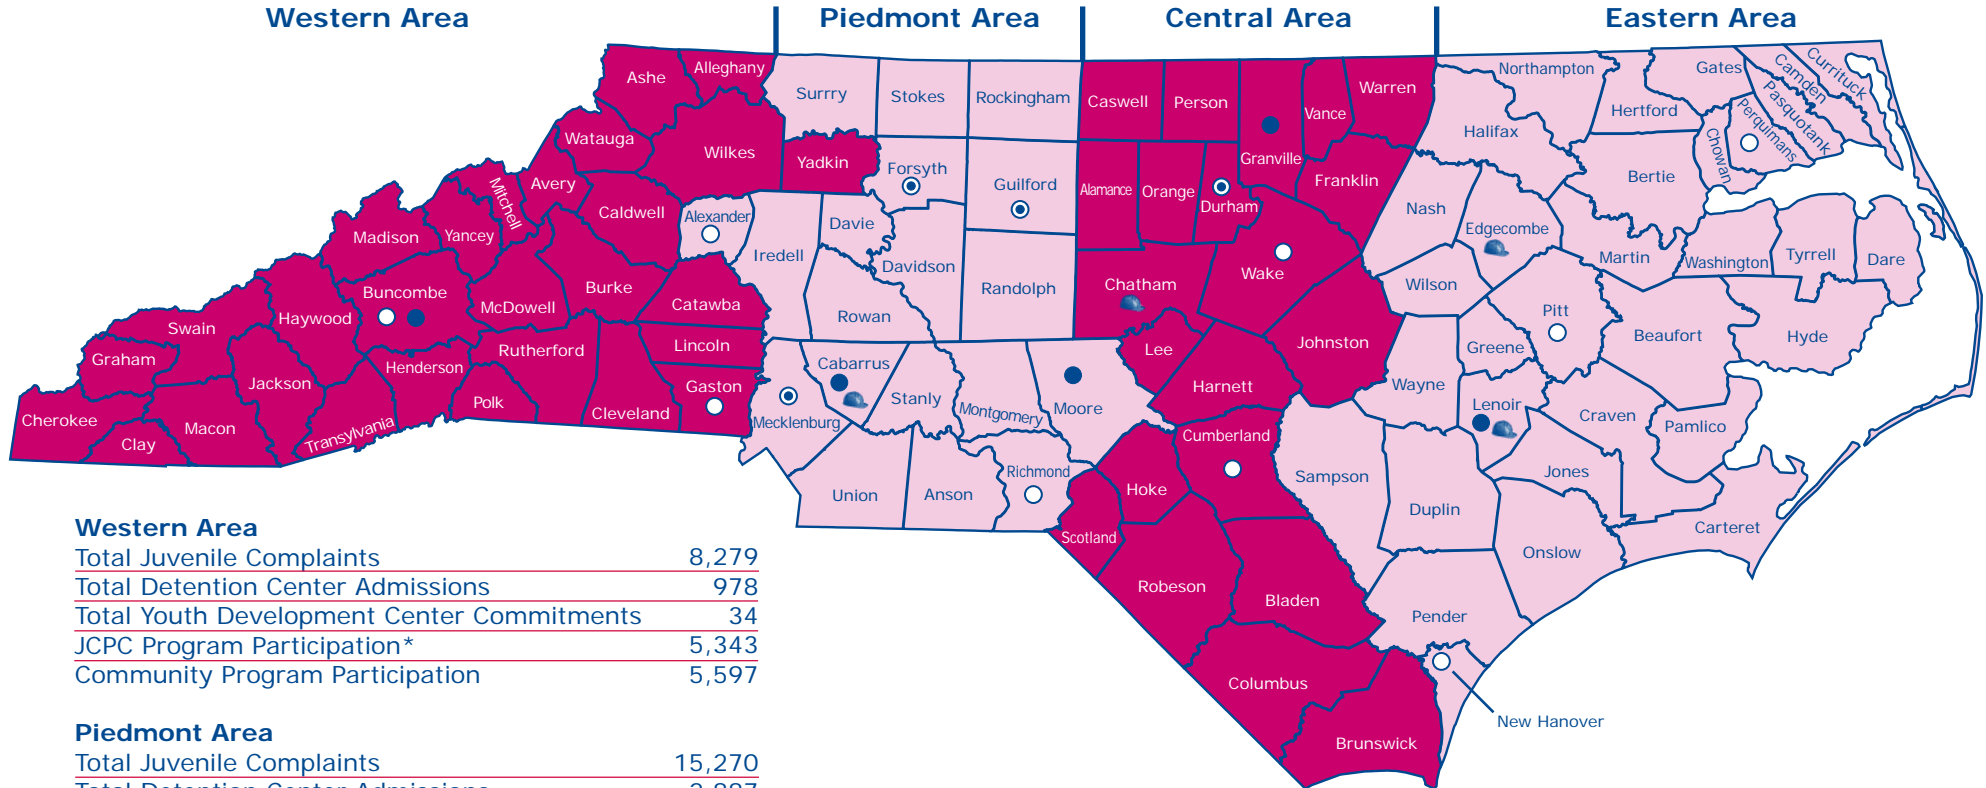 Western Area
Piedmont Area
Central Area
Eastern Area
Ashe
Alleghany
Surrry
Stokes
Rockingham
Caswell
Person
Granville
Vance
Warren
Northampton
Gates
Camden
Currituck
Pasquotank
Perquimans
Chowan
Hertford
Halifax
Bertie
Watauga
Wilkes
Yadkin
Forsyth
Guilford
Alamance
Orange
Durham
Franklin
Nash
Edgecombe
Martin
Washington
Tyrrell
Dare
Mitchell
Avery
Caldwell
Alexander
Iredell
Davie
Davidson
Randolph
Chatham
Wake
Wilson
Pitt
Beaufort
Hyde
Madison
Yancey
Buncombe
McDowell
Burke
Catawba
Rowan
Lee
Johnston
Greene
Swain
Haywood
Graham
Jackson
Henderson
Rutherford
Lincoln
Gaston
Cabarrus
Stanly
Montgomery
Moore
Harnett
Wayne
Lenoir
Craven
Pamlico
Cherokee
Clay
Macon
Transylvania
Polk
Cleveland
Mecklenburg
Union
Anson
Richmond
Cumberland
Hoke
Scotland
Sampson
Duplin
Jones
Onslow
Carteret
Robeson
Bladen
Pender
Columbus
Brunswick
New Hanover
Western Area
Total Juvenile Complaints 8,279
Total Detention Center Admissions 978
Total Youth Development Center Commitments 34
JCPC Program Participation* 5,343
Community Program Participation 5,597
Piedmont Area
Total Juvenile Complaints 15,270
Total Detention Center Admissions